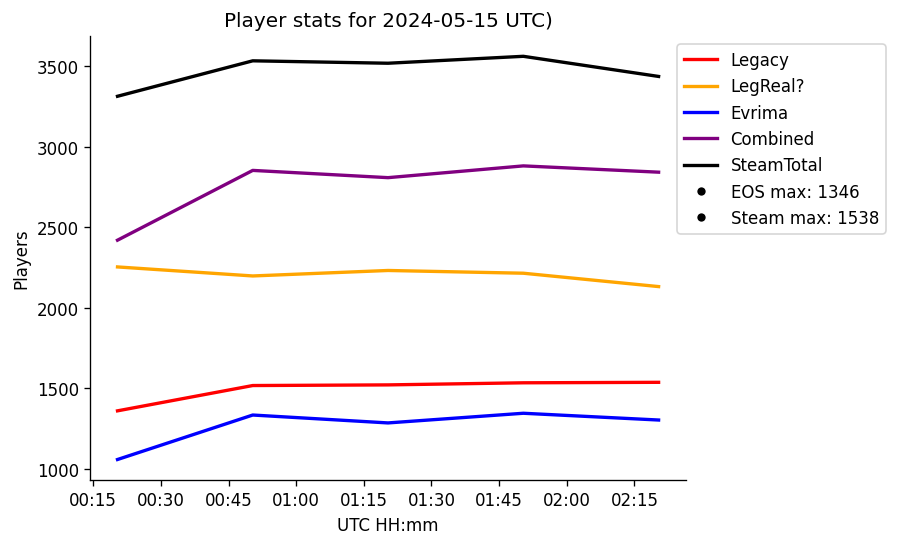 Player stats for 2024-05-15 UTC)
Legacy
LegReal?
Evrima
Combined
SteamTotal
EOS max: 1346
Steam max: 1538
Players
3500
3000
2500
2000
1500
1000
00:15 00:30 00:45 01:00 01:15 01:30 01:45 02:00 02:15
UTC HH:mm